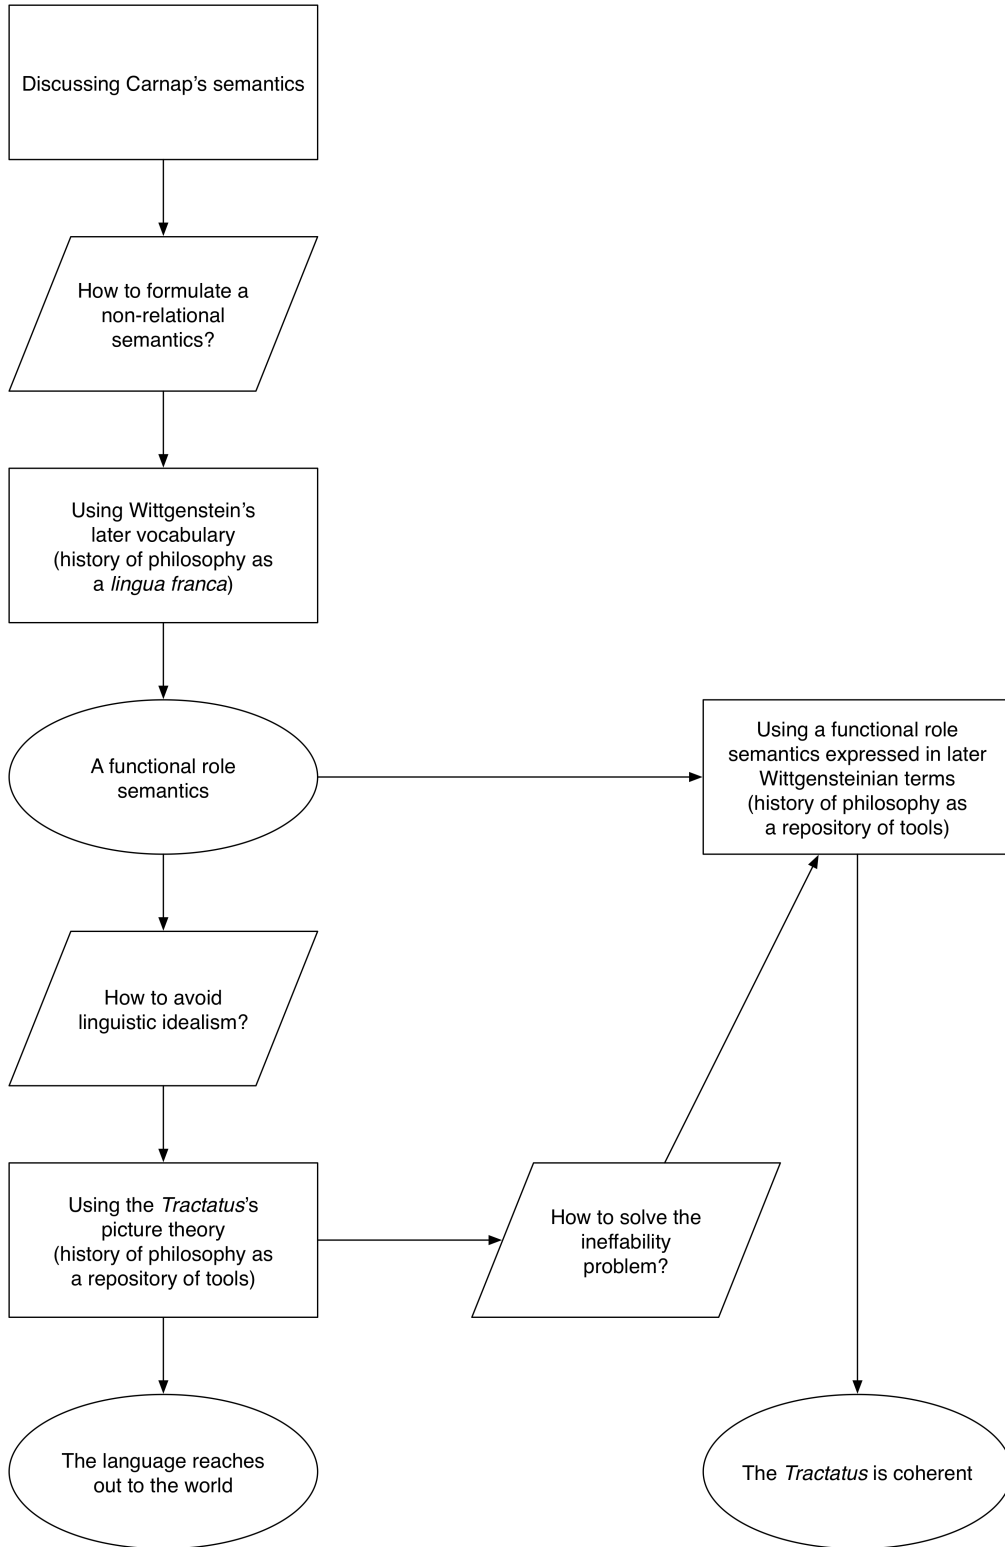 Discussing Carnap’s semantics
How to formulate a
non-relational
semantics?
Using Wittgenstein’s
later vocabulary
(history of philosophy as
a lingua franca)
A functional role
semantics
Using a functional role
semantics expressed in later
Wittgensteinian terms
(history of philosophy as
a repository of tools)
How to avoid
linguistic idealism?
Using the Tractatus’s
picture theory
(history of philosophy as
a repository of tools)
How to solve the
ineffability
problem?
The language reaches
out to the world
The Tractatus is coherent